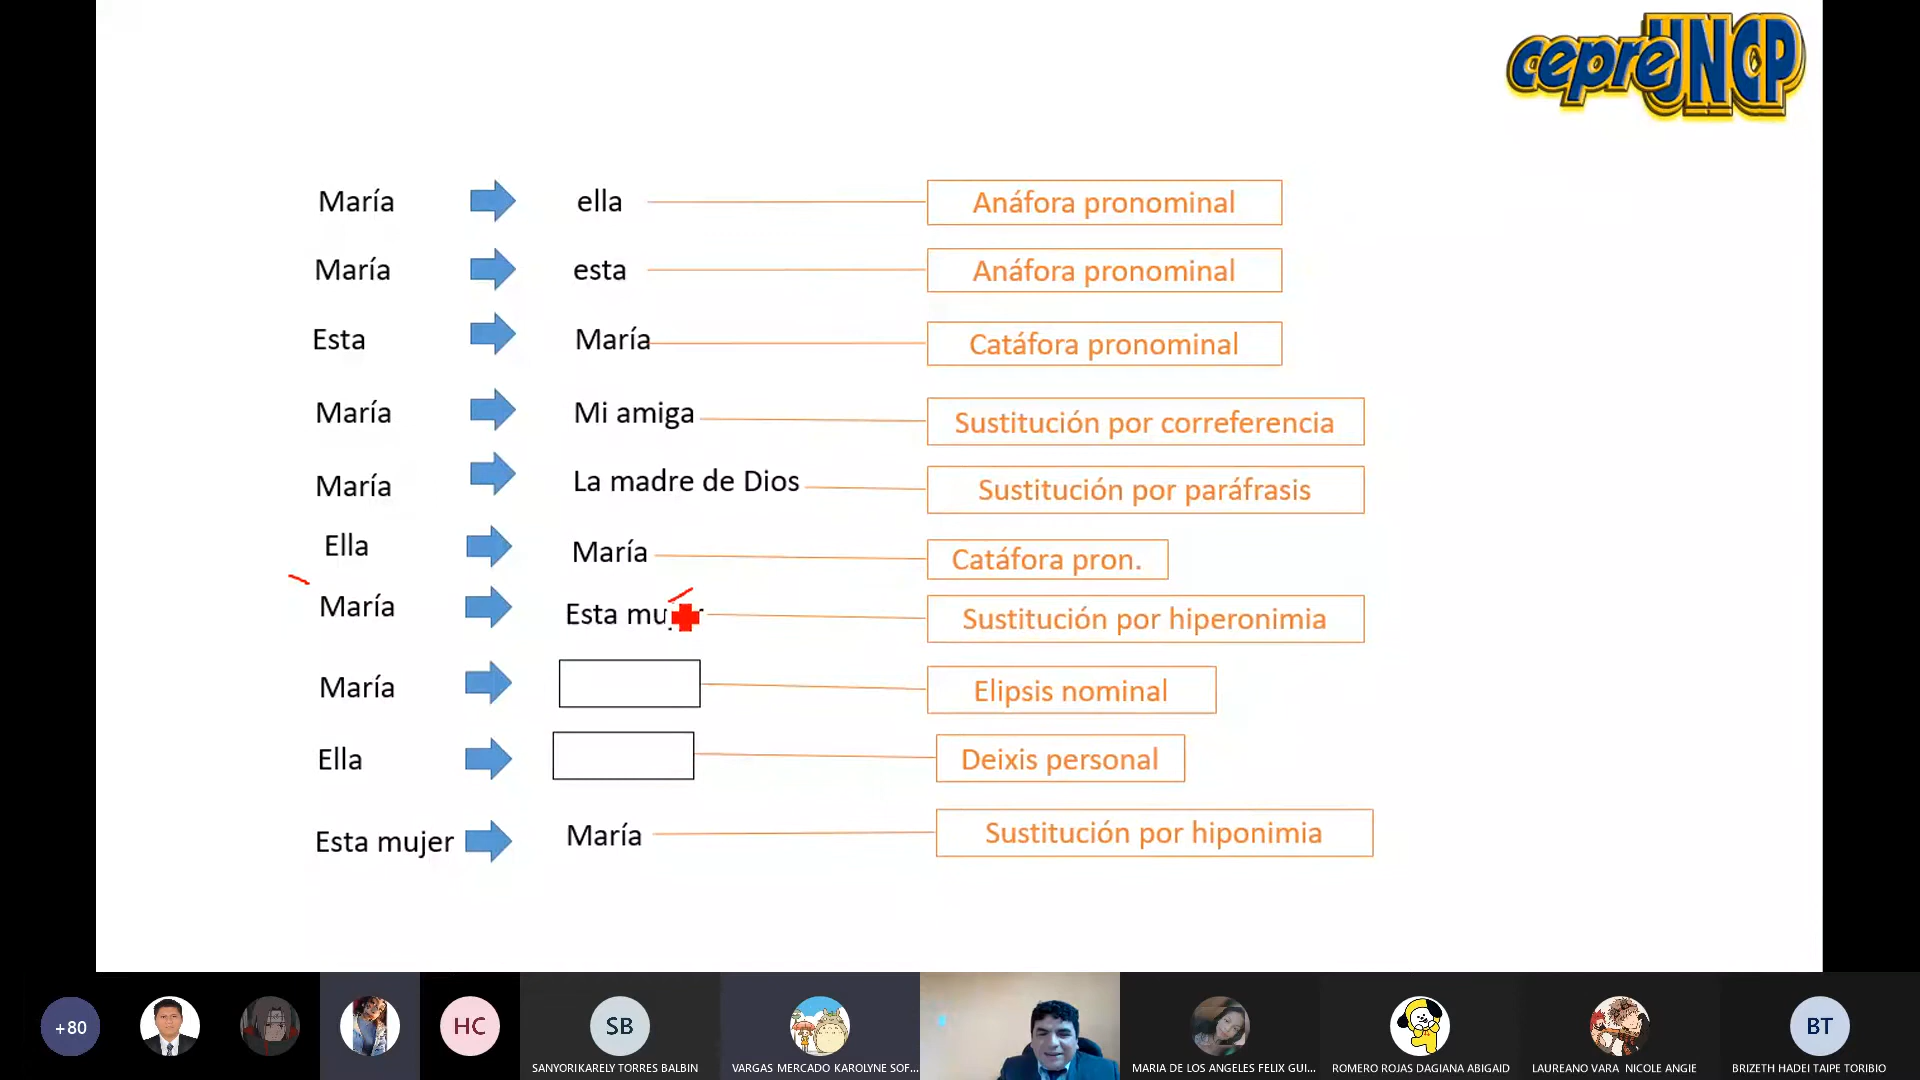 cepreUNCP
María ella Anáfora pronominal
María esta Anáfora pronominal
Esta María Catáfora pronominal
María Mi amiga Sustitución por correferencia
María La madre de Dios Sustitución por paráfrasis
Ella María Catáfora pron.
María Esta mujer Sustitución por hiperonimia
María Elipsis nominal
Ella Deixis personal
Esta mujer María Sustitución por hiponimia
+80 HC SB BT
SANYORIKARELY TORRES BALBIN VARGAS MERCADO KAROLYNE SOF... MARIA DE LOS ANGELES FELIX GUI... ROMERO ROJAS DAGIANA ABIGAID LAUREANO VARA NICOLE ANGIE BRIZETH HADEI TAIPE TORIBIO